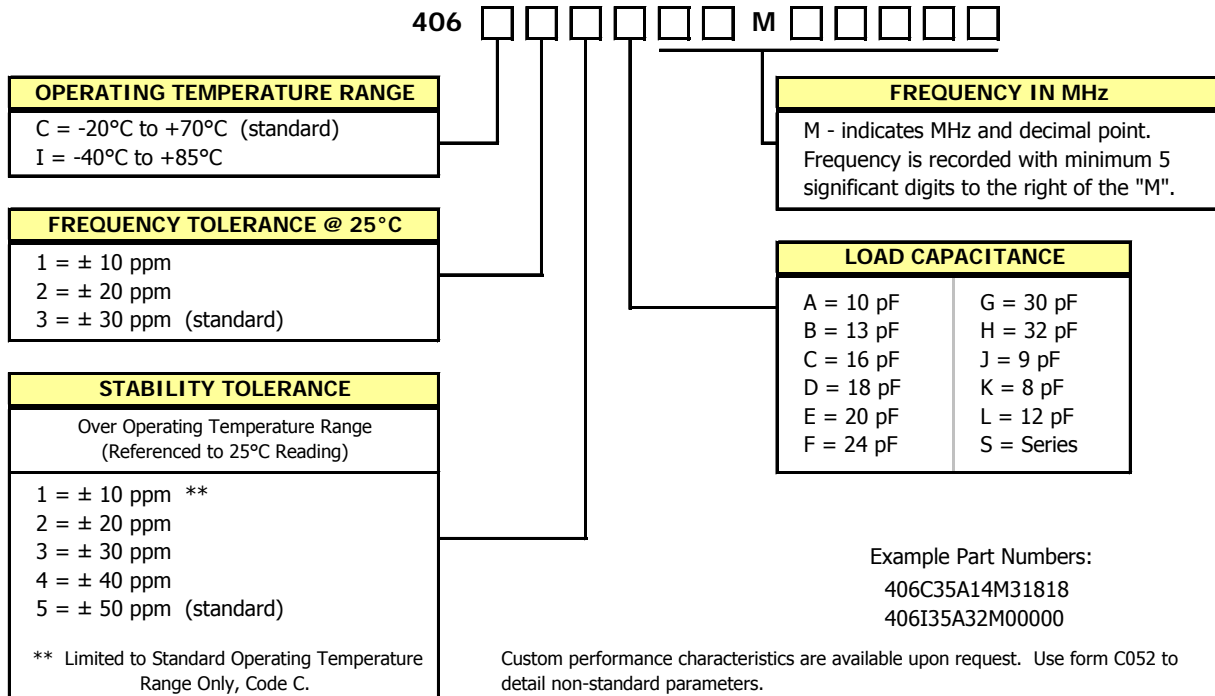 406 M
OPERATING TEMPERATURE RANGE
C = -20°C to +70°C (standard)
I = -40°C to +85°C
FREQUENCY TOLERANCE @ 25°C
1 = ± 10 ppm
2 = ± 20 ppm
3 = ± 30 ppm (standard)
STABILITY TOLERANCE
Over Operating Temperature Range
(Referenced to 25°C Reading)
1 = ± 10 ppm **
2 = ± 20 ppm
3 = ± 30 ppm
4 = ± 40 ppm
5 = ± 50 ppm (standard)
** Limited to Standard Operating Temperature
Range Only, Code C.
FREQUENCY IN MHz
M - indicates MHz and decimal point.
Frequency is recorded with minimum 5
significant digits to the right of the "M".
LOAD CAPACITANCE
A = 10 pF
B = 13 pF
C = 16 pF
D = 18 pF
E = 20 pF
F = 24 pF
G = 30 pF
H = 32 pF
J = 9 pF
K = 8 pF
L = 12 pF
S = Series
Example Part Numbers:
406C35A14M31818
406I35A32M00000
Custom performance characteristics are available upon request. Use form C052 to
detail non-standard parameters.